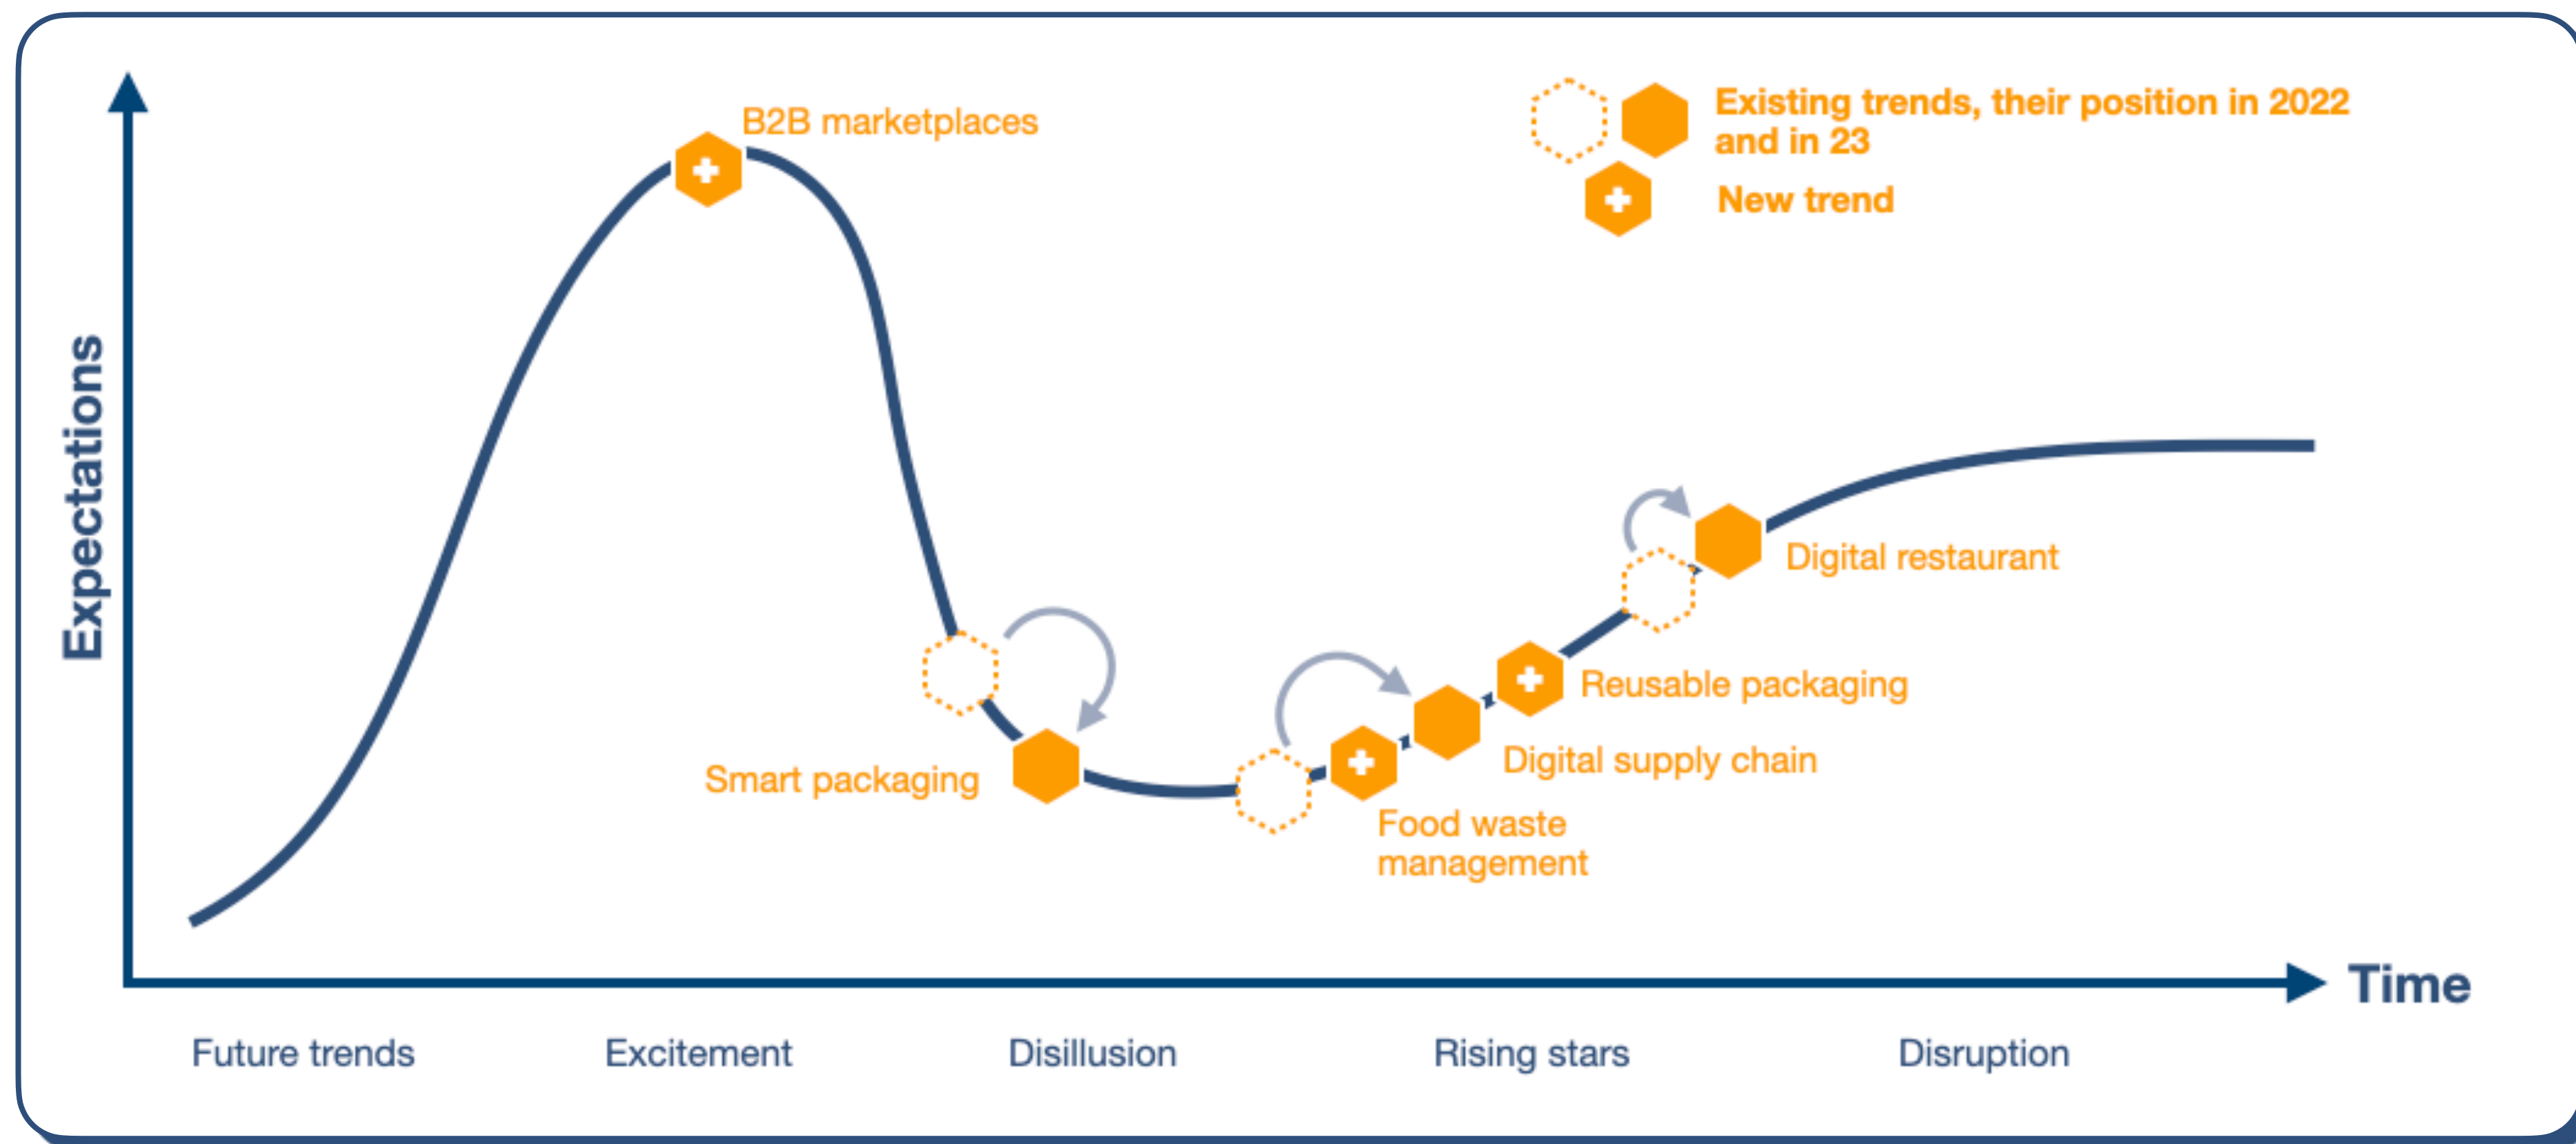 B2B marketplaces
Existing trends, their position in 2022
and in 23
New trend
Expectations
Digital restaurant
Reusable packaging
Digital supply chain
Smart packaging
Food waste
management
Time
Future trends
Excitement
Disillusion
Rising stars
Disruption